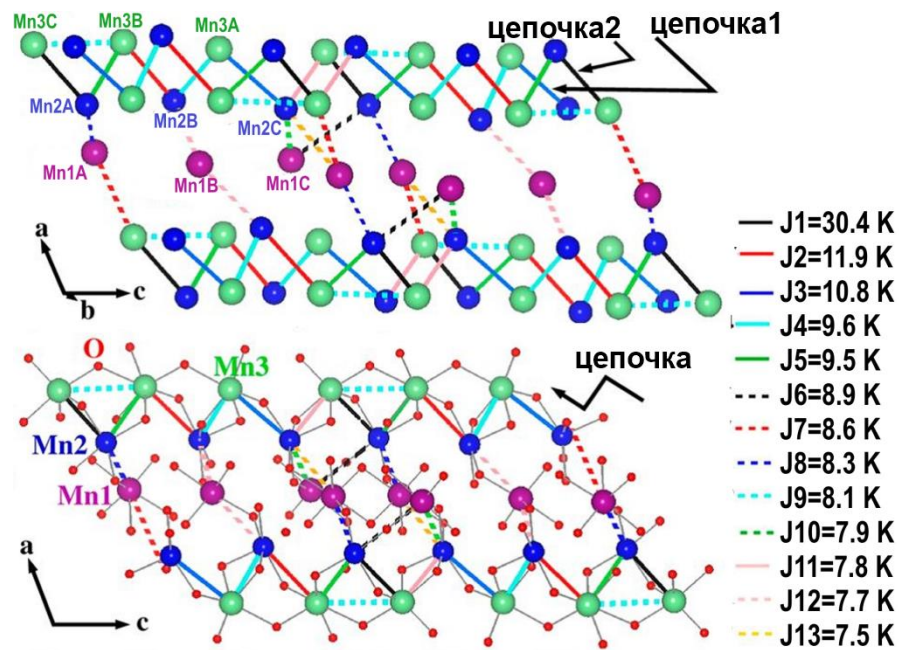 Mn3C Mn3B Mn3A цепочка2 цепочка1
Mn2A Mn2B Mn2C
Mn1A Mn1B Mn1C
a
b c
O Mn3 цепочка
Mn2
Mn1
a
c
J1=30.4 K
J2=11.9 K
J3=10.8 K
J4=9.6 K
J5=9.5 K
J6=8.9 K
J7=8.6 K
J8=8.3 K
J9=8.1 K
J10=7.9 K
J11=7.8 K
J12=7.7 K
J13=7.5 K